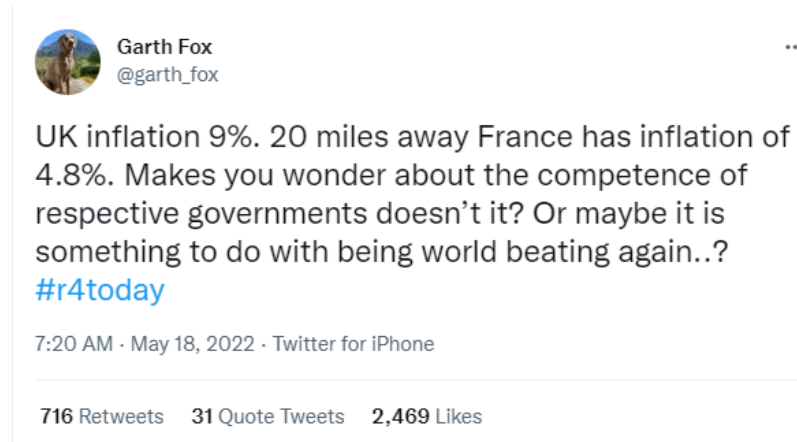 Garth Fox
@garth_fox
UK inflation 9%. 20 miles away France has inflation of
4.8%. Makes you wonder about the competence of
respective governments doesn’t it? Or maybe it is
something to do with being world beating again..?
#r4today
7:20 AM · May 18, 2022 · Twitter for iPhone
716 Retweets 31 Quote Tweets 2,469 Likes